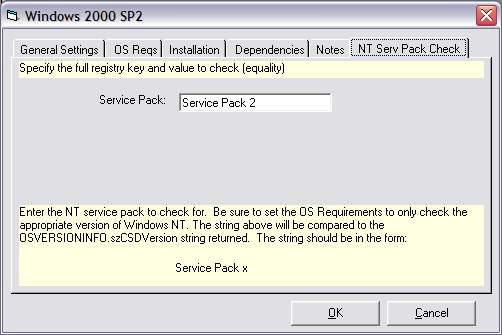 Windows 2000 SP2
General Settings OS Reqs Installation Dependencies Notes NT Serv Pack Check
Specify the full registry key and value to check (equality)
Service Pack: Service Pack 2
Enter the NT service pack to check for. Be sure to set the OS Requirements to only check the
appropriate version of Windows NT. The string above will be compared to the
OSVERSIONINFO.szCSDVersion string returned. The string should be in the form:
Service Pack x
OK Cancel